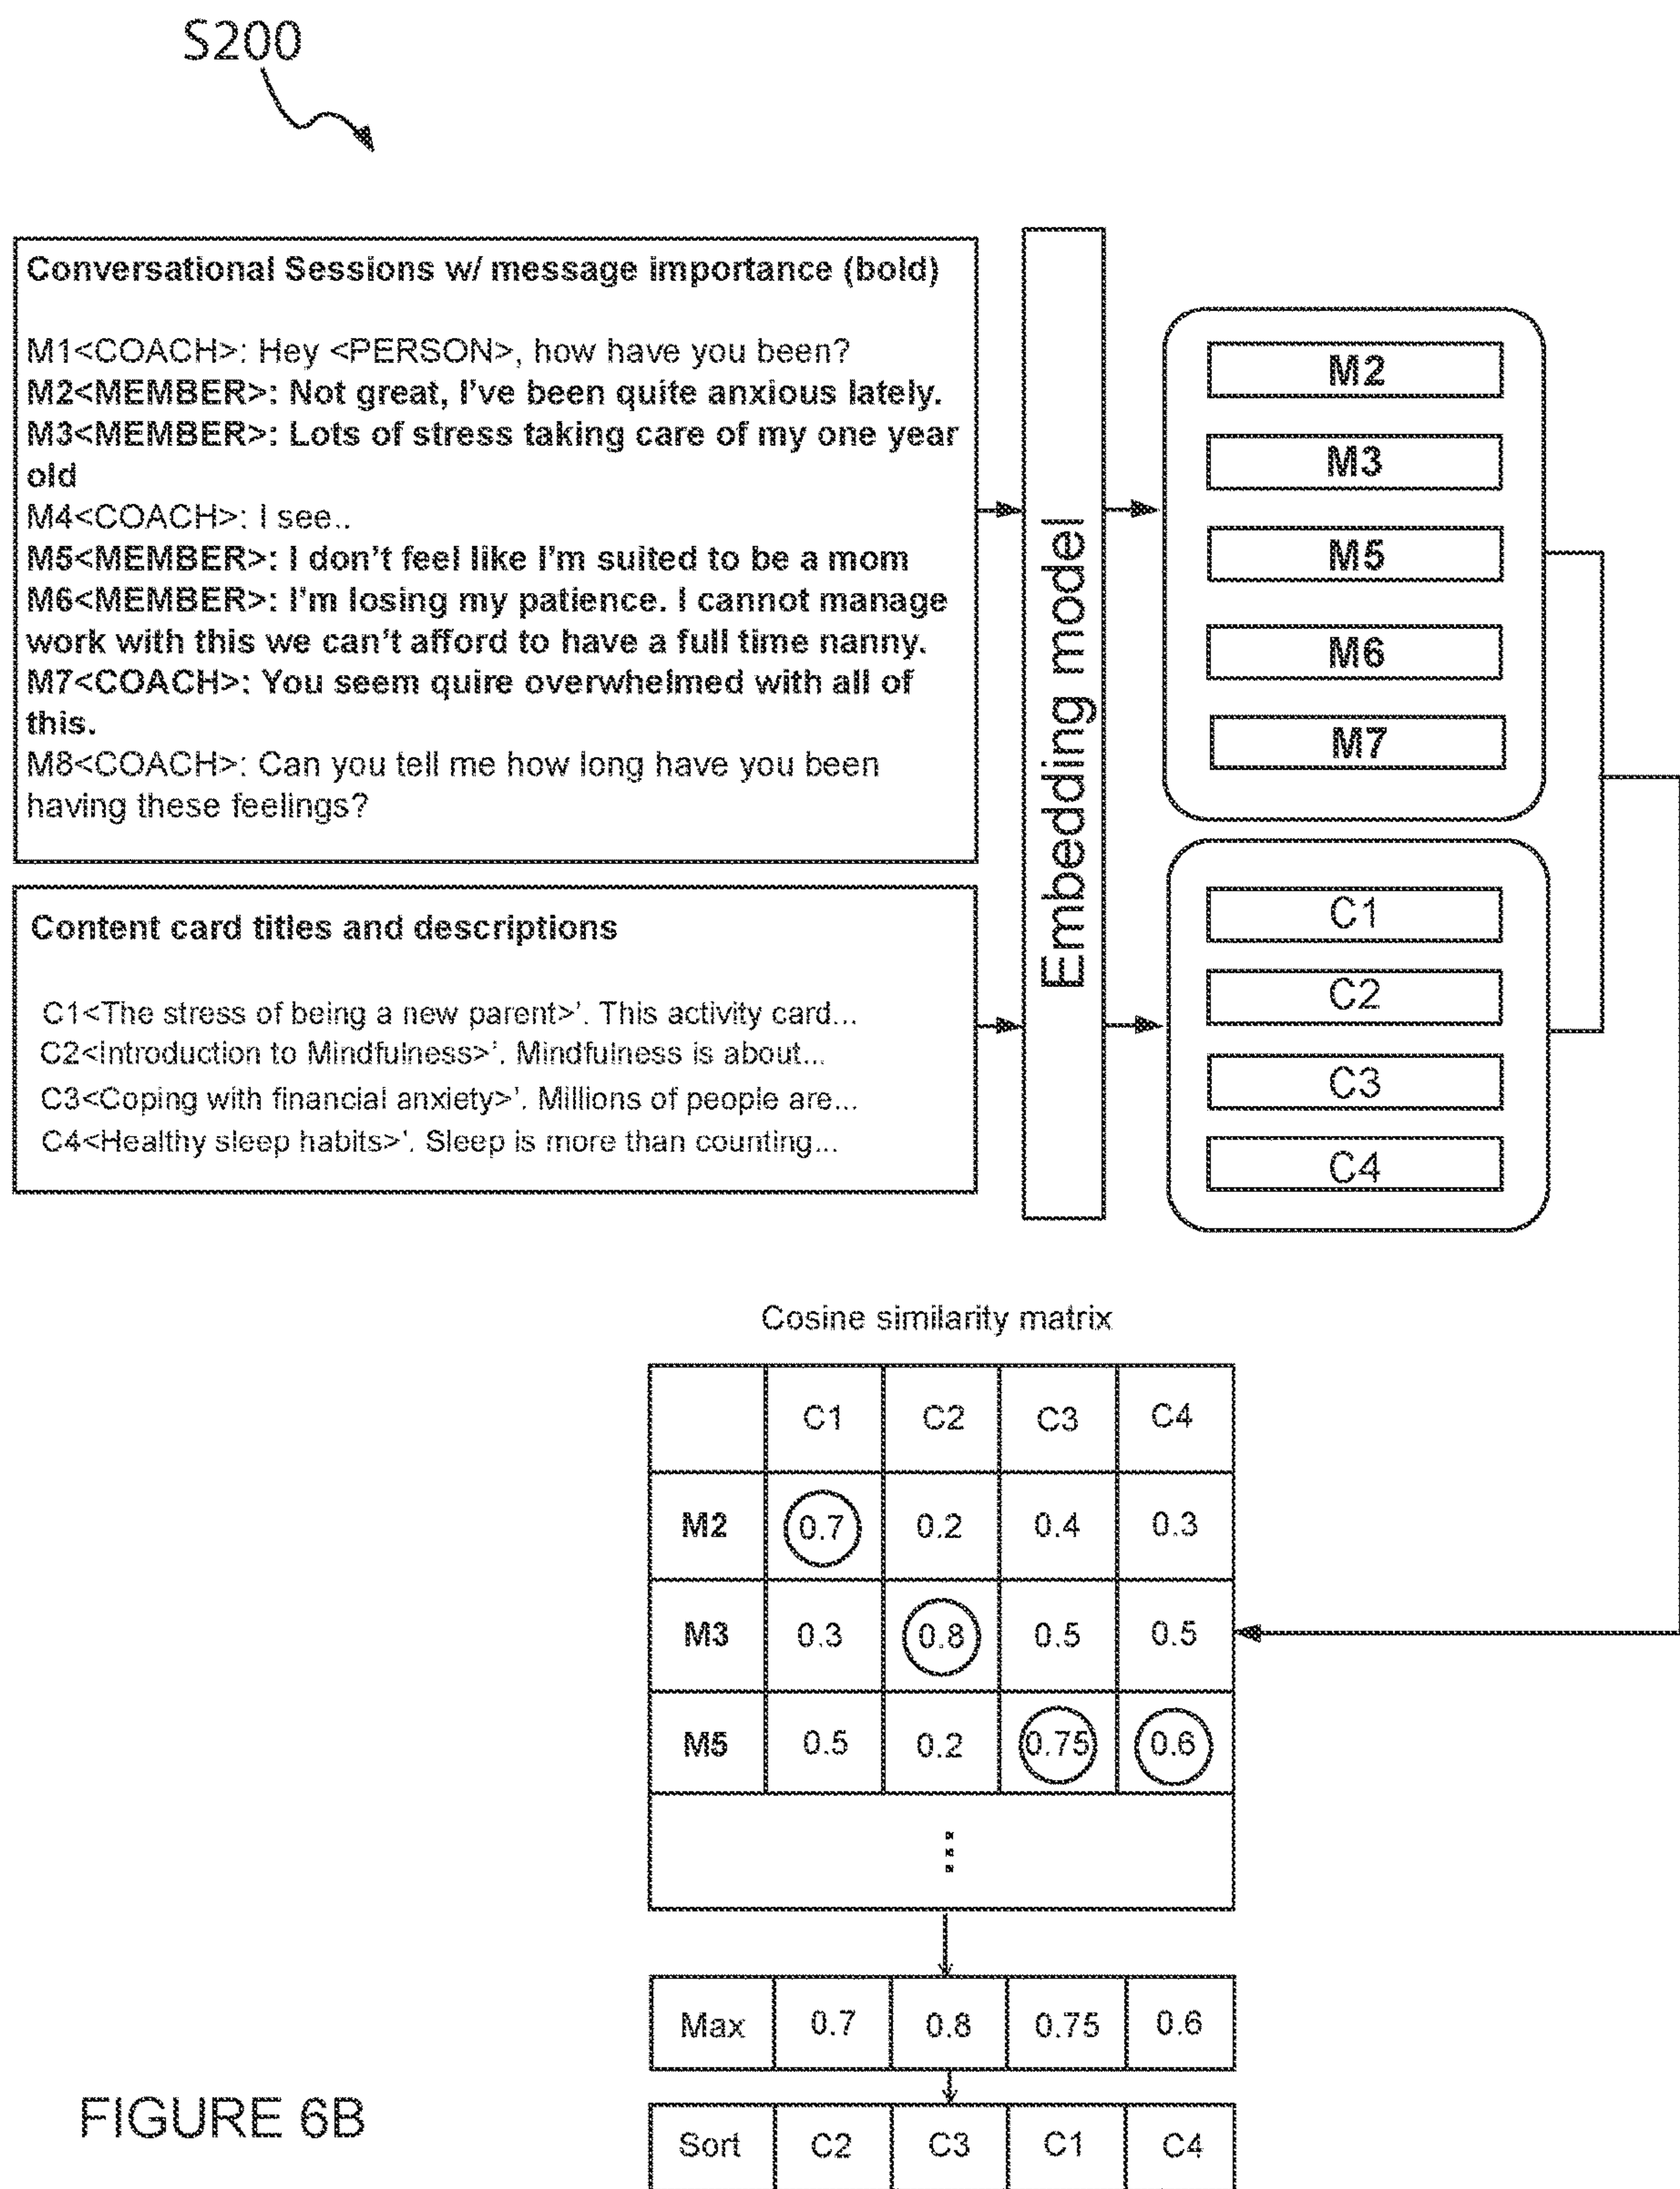 S200
Conversational Sessions w/ message importance (bold)
M1<COACH>: Hey <PERSON>, how have you been?
M2<MEMBER>: Not great, I've been quite anxious lately.
M3<MEMBER>: Lots of stress taking care of my one year
old
M4<COACH>: I see..
M5<MEMBER>: I don't feel like I'm suited to be a mom
M6<MEMBER>: I'm losing my patience. I cannot manage
work with this we can't afford to have a full time nanny.
M7<COACH>: You seem quire overwhelmed with all of
this.
M8<COACH>: Can you tell me how long have you been
having these feelings?
Content card titles and descriptions
C1<The stress of being a new parent>'. This activity card...
C2<Introduction to Mindfulness>'. Mindfulness is about...
C3<Coping with financial anxiety>'. Millions of people are...
C4<Healthy sleep habits>'. Sleep is more than counting...
Embedding model
M2
M3
M5
M6
M7
C1
C2
C3
C4
Cosine similarity matrix
C1 C2 C3 C4
M2 0.7 0.2 0.4 0.3
M3 0.3 0.8 0.5 0.5
M5 0.5 0.2 0.75 0.6
⋮
Max 0.7 0.8 0.75 0.6
Sort C2 C3 C1 C4
FIGURE 6B